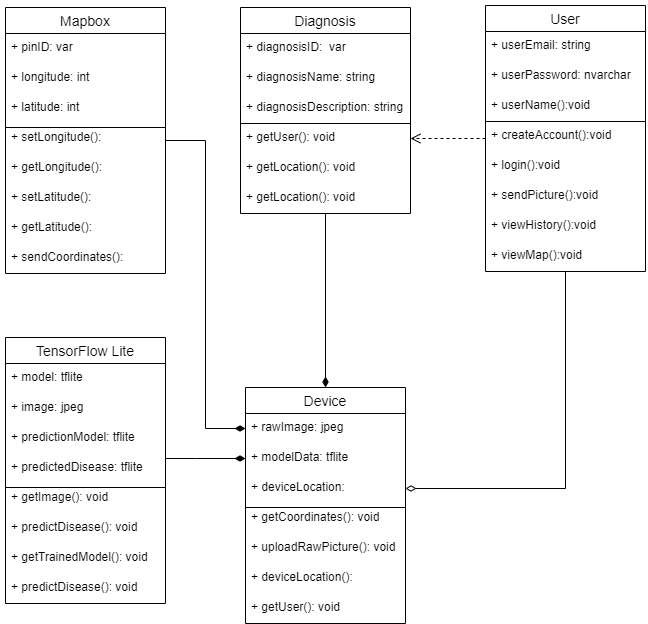 Mapbox
+ pinID: var
+ longitude: int
+ latitude: int
+ setLongitude():
+ getLongitude():
+ setLatitude():
+ getLatitude():
+ sendCoordinates():
Diagnosis
+ diagnosisID:  var
+ diagnosisName: string
+ diagnosisDescription: string
+ getUser(): void
+ getLocation(): void
+ getLocation(): void
User
+ userEmail: string
+ userPassword: nvarchar
+ userName():void
+ createAccount():void
+ login():void
+ sendPicture():void
+ viewHistory():void
+ viewMap():void
TensorFlow Lite
+ model: tflite
+ image: jpeg
+ predictionModel: tflite
+ predictedDisease: tflite
+ getImage(): void
+ predictDisease(): void
+ getTrainedModel(): void
+ predictDisease(): void
Device
+ rawImage: jpeg
+ modelData: tflite
+ deviceLocation:
+ getCoordinates(): void
+ uploadRawPicture(): void
+ deviceLocation():
+ getUser(): void